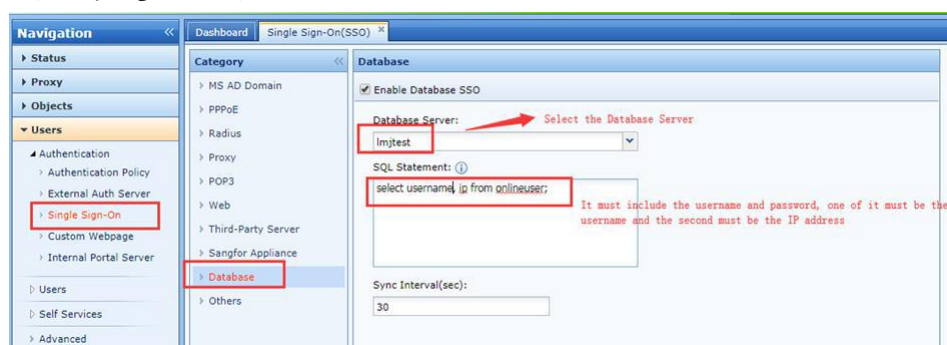 Navigation
Status
Proxy
Objects
Users
Authentication
Authentication Policy
External Auth Server
Single Sign-On
Custom Webpage
Internal Portal Server
Users
Self Services
Advanced
Dashboard
Single Sign-On(SSO)
Category
MS AD Domain
PPPoE
Radius
Proxy
POP3
Web
Third-Party Server
Sangfor Appliance
Database
Others
Database
Enable Database SSO
Database Server:
Select the Database Server
lmjtest
SQL Statement:
select username, ip from onlineuser;
It must include the username and password, one of it must be the
username and the second must be the IP address
Sync Interval(sec):
30